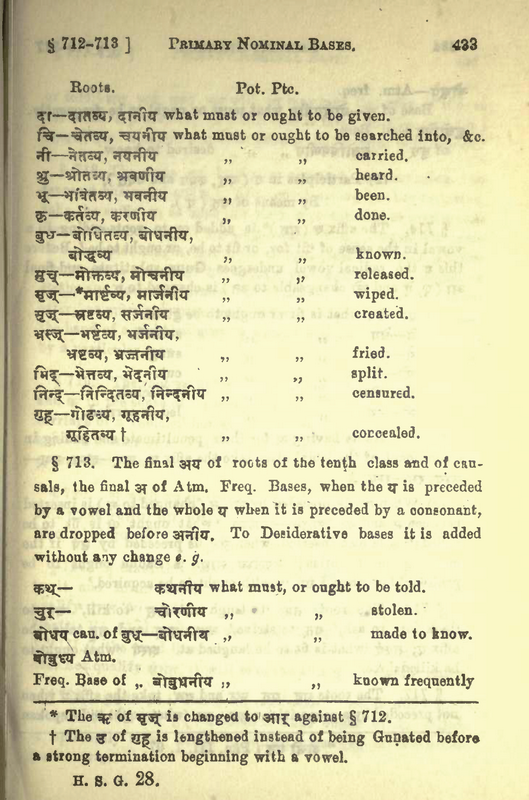 § 712-713 ] PRIMARY NOMINAL BASES. 433
Roots. Pot. Ptc.
दा—दातव्य, दानीय what must or ought to be given.
चि—चेतव्य, चयनीय what must or ought to be searched into, &c.
नी—नेतव्य, नयनीय ,, ,, carried.
श्रु—श्रोतव्य, श्रवणीय ,, ,, heard.
भू—भवितव्य, भवनीय ,, ,, been.
कृ—कर्तव्य, करणीय ,, ,, done.
बुध—बोधितव्य, बोधनीय,
बोद्धव्य ,, ,, known.
मुच्—मोक्तव्य, मोचनीय ,, ,, released.
मृज्—*मार्ष्टव्य, मार्जनीय ,, ,, wiped.
सृज्—स्रष्टव्य, सर्जनीय ,, ,, created.
भ्रस्ज्—भर्ष्टव्य, भर्जनीय,
भ्रष्टव्य, भ्रज्जनीय ,, ,, fried.
भिद्—भेत्तव्य, भेदनीय ,, ,, split.
निन्द्—निन्दितव्य, निन्दनीय ,, ,, censured.
गुह्—गोढव्य, गूहनीय,
गूहितव्य † ,, ,, concealed.
§ 713. The final अय of roots of the tenth class and of cau-
sals, the final अ of Atm. Freq. Bases, when the य is preceded
by a vowel and the whole य when it is preceded by a consonant,
are dropped before अनीय. To Desiderative bases it is added
without any change e. g.
कथ्— कथनीय what must, or ought to be told.
चुर्— चोरणीय ,, ,, stolen.
बोधय cau. of बुध्—बोधनीय ,, ,, made to know.
बोबुध्य Atm.
Freq. Base of ,, बोबुधनीय ,, ,, known frequently
* The ऋ of मृज् is changed to आर् against § 712.
† The उ of गुह् is lengthened instead of being Gunated before
a strong termination beginning with a vowel.
H. S. G. 28.